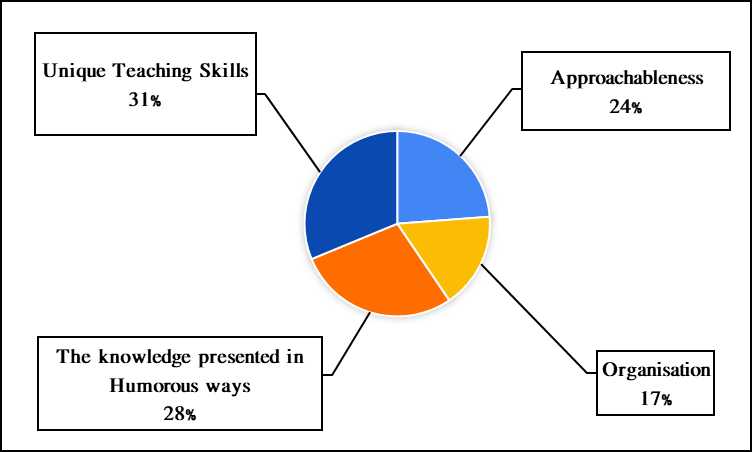 Unique Teaching Skills
31%
Approachableness
24%
The knowledge presented in
Humorous ways
28%
Organisation
17%